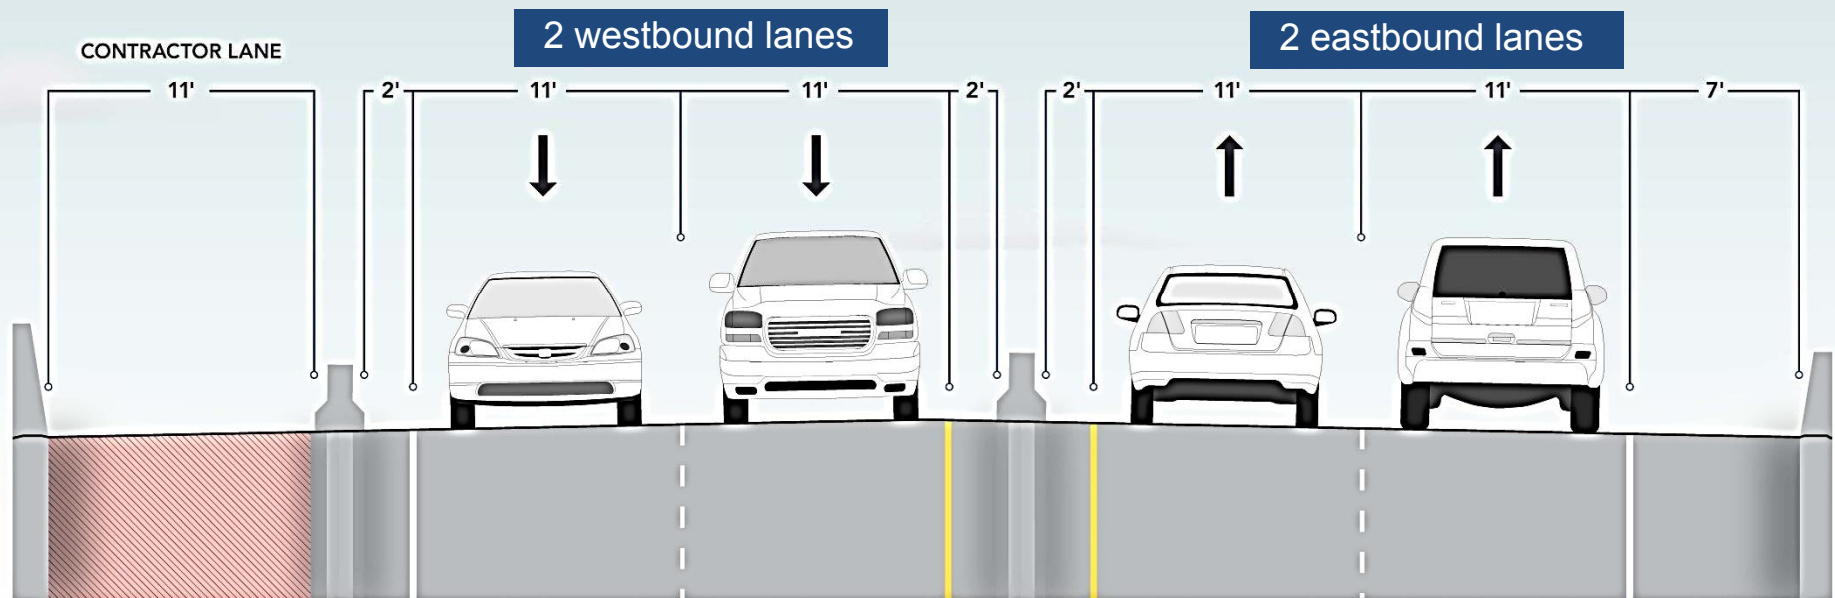 2 westbound lanes
2 eastbound lanes
CONTRACTOR LANE
11' 2' 11' 11' 2' 2' 11' 11' 7'